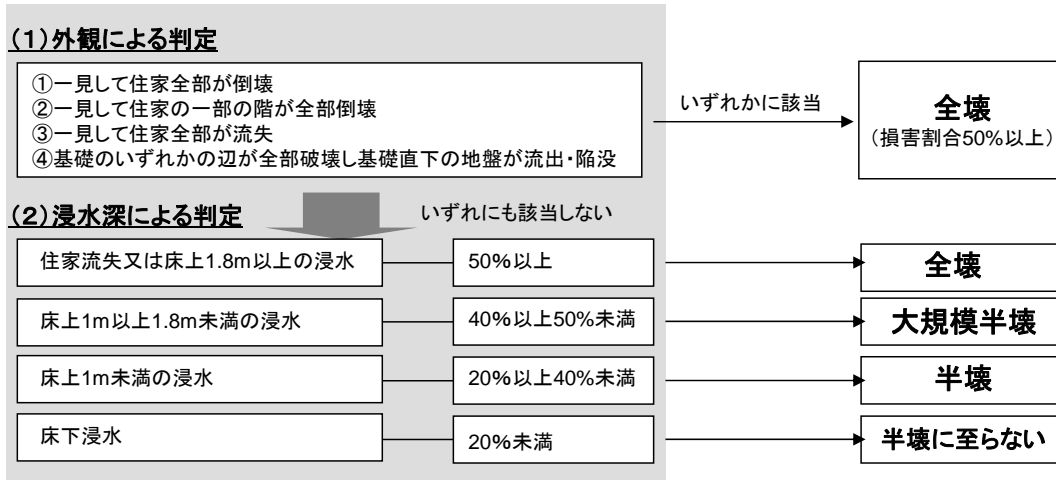 (1)外観による判定
①一見して住家全部が倒壊
②一見して住家の一部の階が全部倒壊
③一見して住家全部が流失
④基礎のいずれかの辺が全部破壊し基礎直下の地盤が流出・陥没
いずれかに該当
全壊
(損害割合50%以上)
いずれにも該当しない
(2)浸水深による判定
住家流失又は床上1.8m以上の浸水
50%以上
全壊
床上1m以上1.8m未満の浸水
40%以上50%未満
大規模半壊
床上1m未満の浸水
20%以上40%未満
半壊
床下浸水
20%未満
半壊に至らない